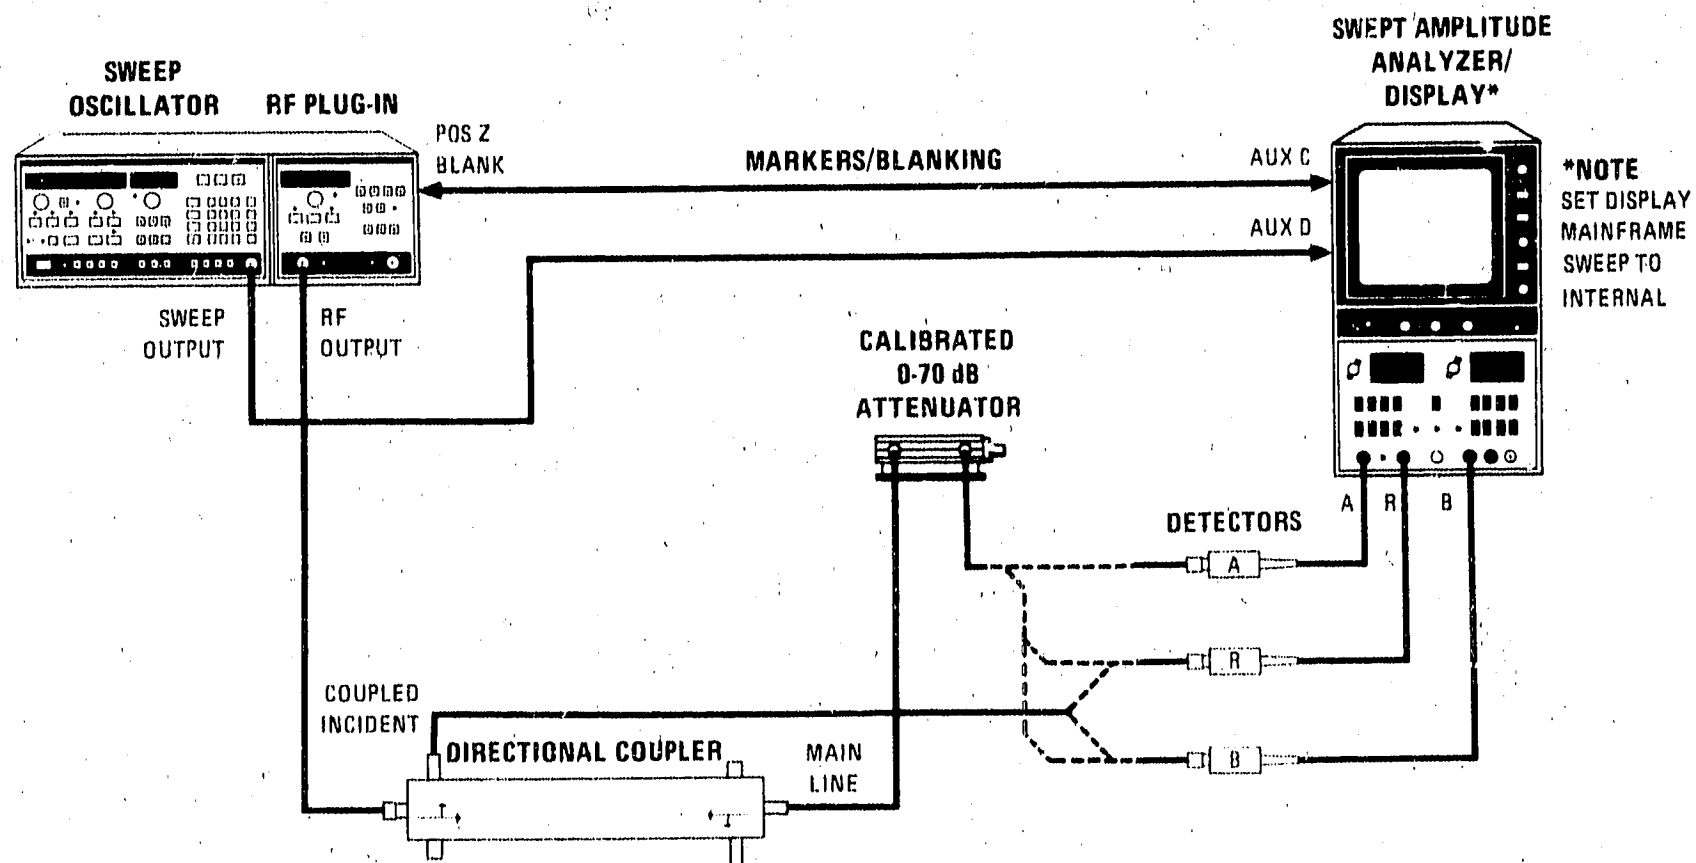 SWEPT AMPLITUDE
ANALYZER/
DISPLAY*
SWEEP
OSCILLATOR
RF PLUG-IN
POS Z
BLANK
MARKERS/BLANKING
AUX C
*NOTE
SET DISPLAY
MAINFRAME
SWEEP TO
INTERNAL
AUX D
SWEEP
OUTPUT
RF
OUTPUT
CALIBRATED
0-70 dB
ATTENUATOR
A
R
B
DETECTORS
A
R
B
COUPLED
INCIDENT
DIRECTIONAL COUPLER
MAIN
LINE